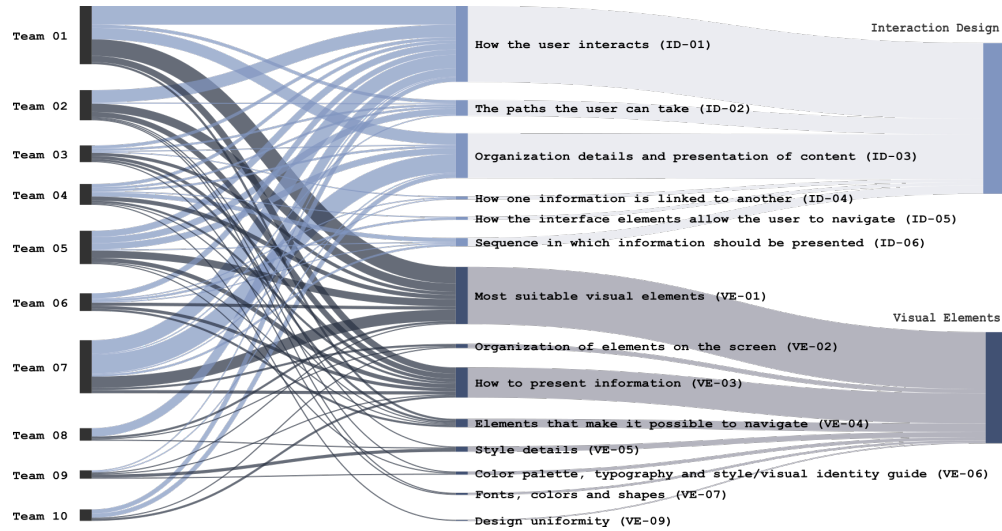 Team 01
Team 02
Team 03
Team 04
Team 05
Team 06
Team 07
Team 08
Team 09
Team 10
How the user interacts (ID-01)
The paths the user can take (ID-02)
Organization details and presentation of content (ID-03)
How one information is linked to another (ID-04)
How the interface elements allow the user to navigate (ID-05)
Sequence in which information should be presented (ID-06)
Most suitable visual elements (VE-01)
Organization of elements on the screen (VE-02)
How to present information (VE-03)
Elements that make it possible to navigate (VE-04)
Style details (VE-05)
Color palette, typography and style/visual identity guide (VE-06)
Fonts, colors and shapes (VE-07)
Design uniformity (VE-09)
Interaction Design
Visual Elements